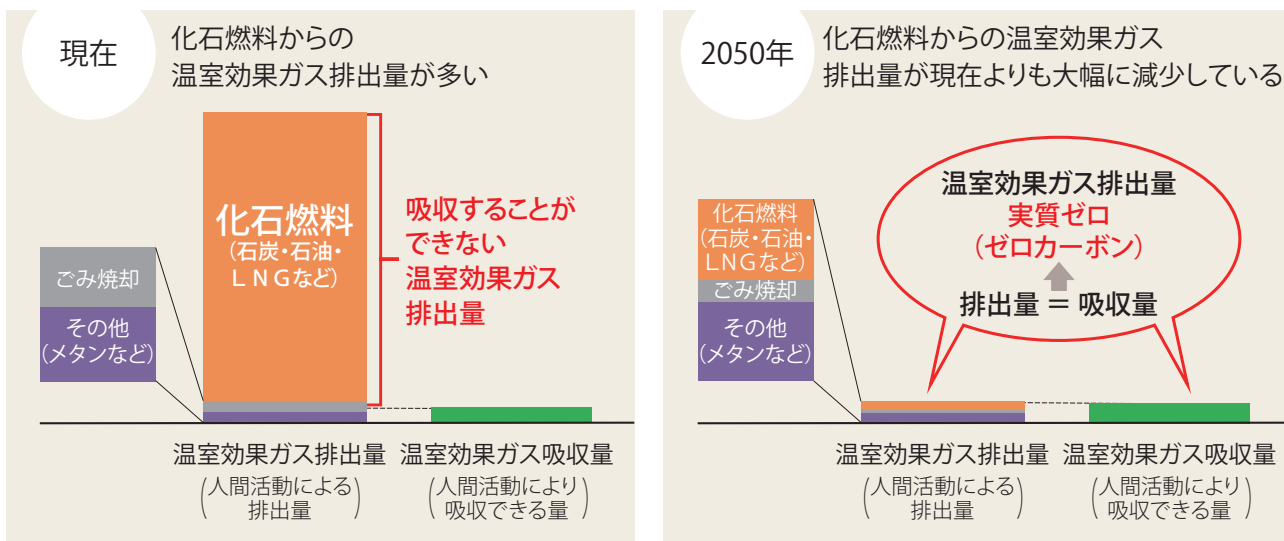 現在
化石燃料からの
温室効果ガス排出量が多い
化石燃料
(石炭・石油・
LNGなど)
吸収することが
できない
温室効果ガス
排出量
ごみ焼却
その他
(メタンなど)
温室効果ガス排出量
(人間活動による
排出量)
温室効果ガス吸収量
(人間活動により
吸収できる量)
2050年
化石燃料からの温室効果ガス
排出量が現在よりも大幅に減少している
温室効果ガス排出量
実質ゼロ
(ゼロカーボン)
排出量 = 吸収量
化石燃料
(石炭・石油・
LNGなど)
ごみ焼却
その他
(メタンなど)
温室効果ガス排出量
(人間活動による
排出量)
温室効果ガス吸収量
(人間活動により
吸収できる量)